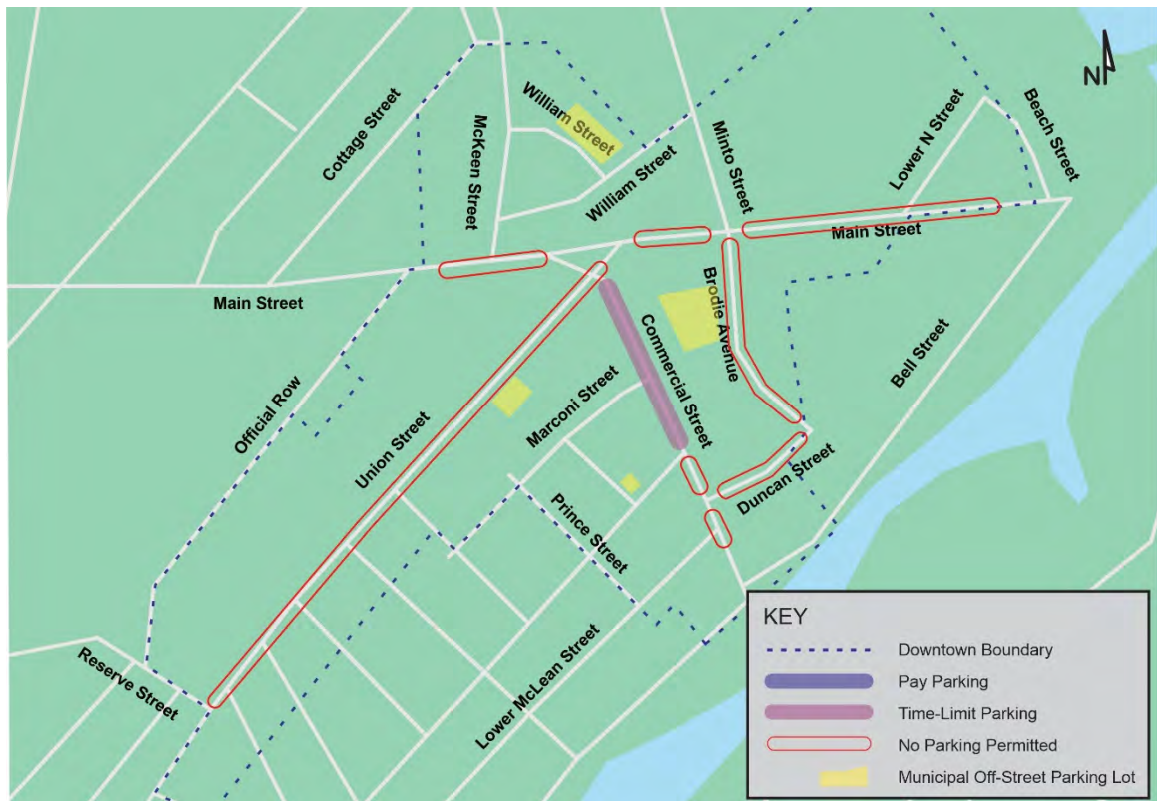 N
William Street
McKeen Street
Cottage Street
William Street
Minto Street
Lower N Street
Beach Street
Main Street
Main Street
Brodie Avenue
Commercial Street
Bell Street
Official Row
Union Street
Marconi Street
Duncan Street
Prince Street
Reserve Street
Lower McLean Street
KEY
Downtown Boundary
Pay Parking
Time-Limit Parking
No Parking Permitted
Municipal Off-Street Parking Lot